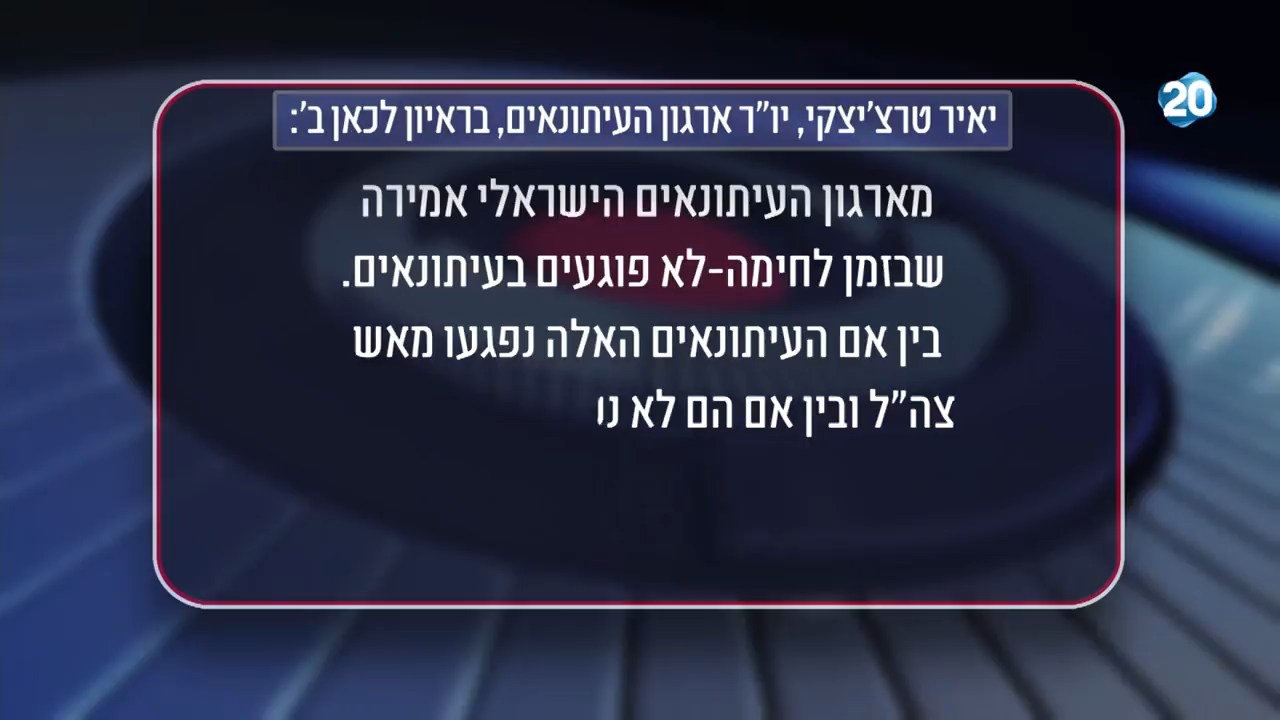 20
יאיר טרצ'יצקי, יו"ר ארגון העיתונאים, בראיון לכאן ב':
מארגון העיתונאים הישראלי אמירה
שבזמן לחימה-לא פוגעים בעיתונאים.
בין אם העיתונאים האלה נפגעו מאש
צה"ל ובין אם הם לא